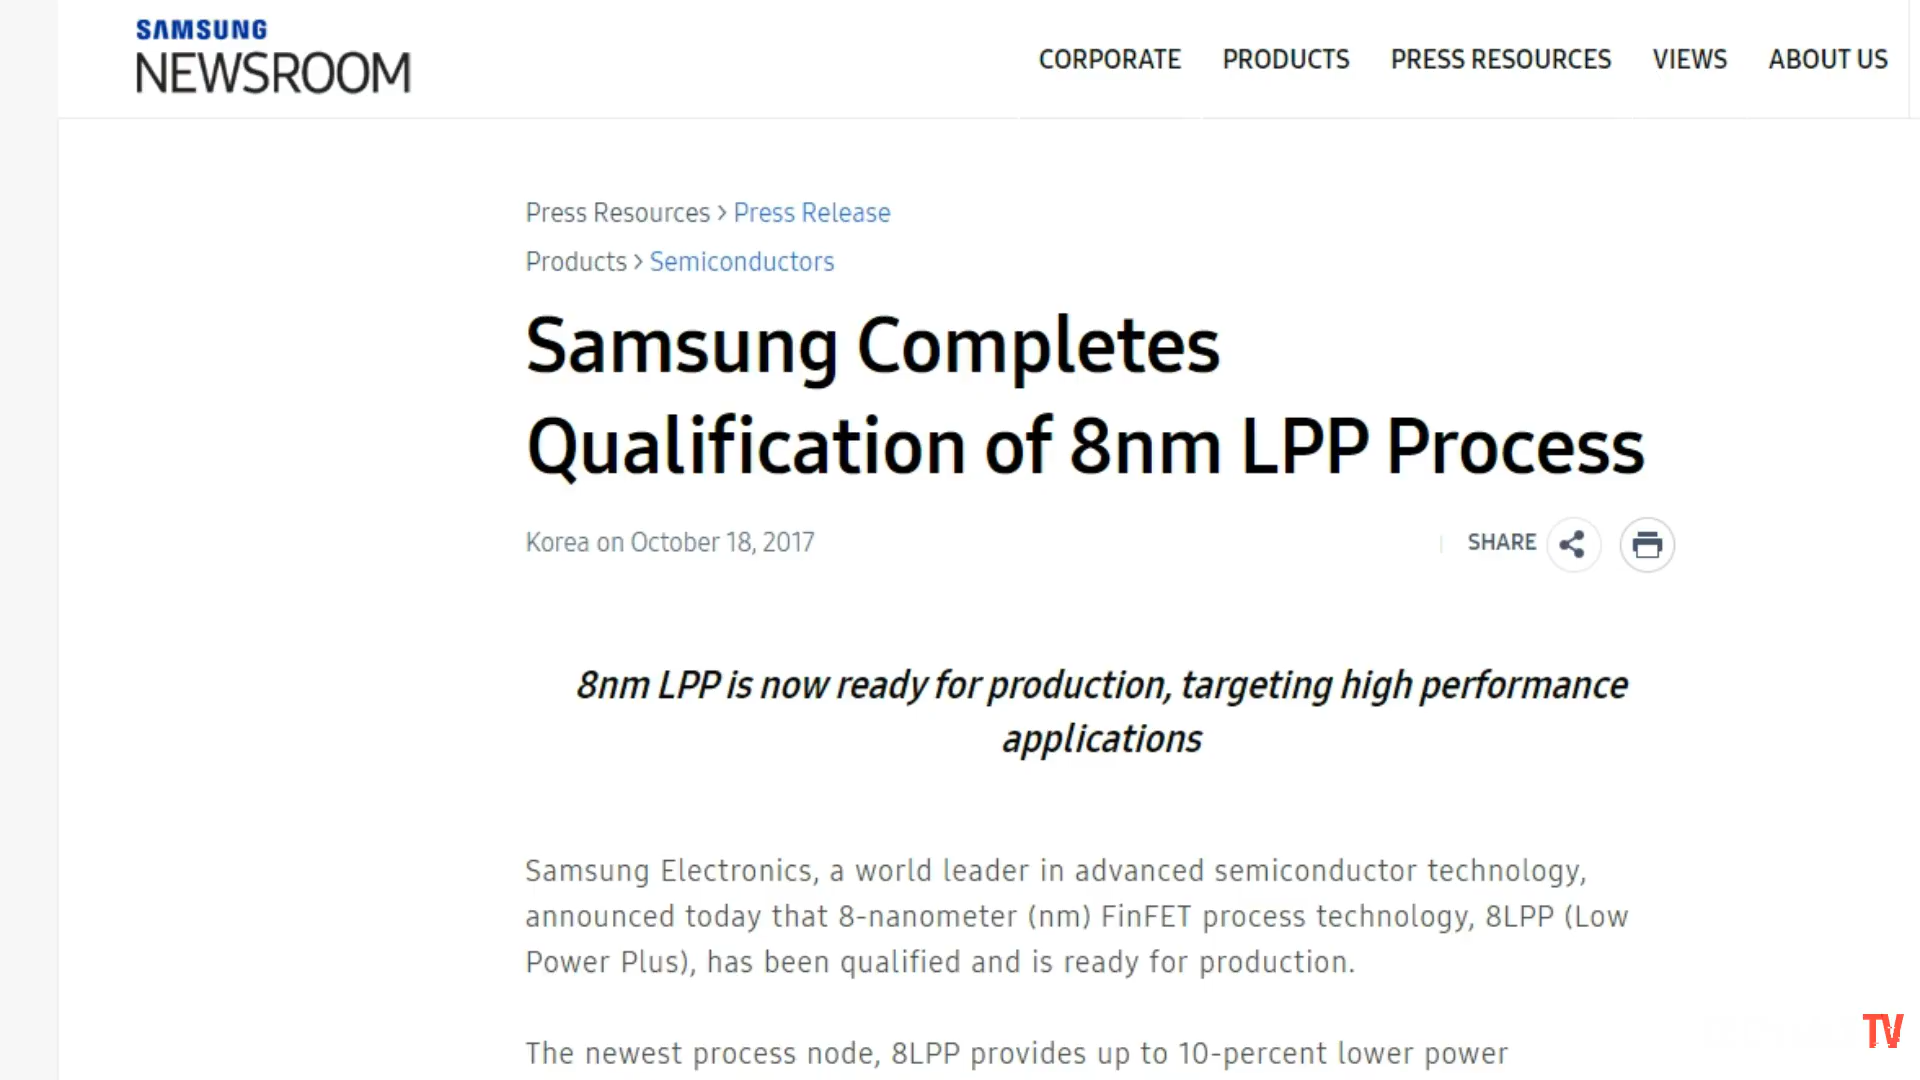 SAMSUNG
NEWSROOM
CORPORATE PRODUCTS PRESS RESOURCES VIEWS ABOUT US
Press Resources > Press Release
Products > Semiconductors
Samsung Completes
Qualification of 8nm LPP Process
Korea on October 18, 2017
SHARE
8nm LPP is now ready for production, targeting high performance
applications
Samsung Electronics, a world leader in advanced semiconductor technology,
announced today that 8-nanometer (nm) FinFET process technology, 8LPP (Low
Power Plus), has been qualified and is ready for production.
The newest process node, 8LPP provides up to 10-percent lower power
TV